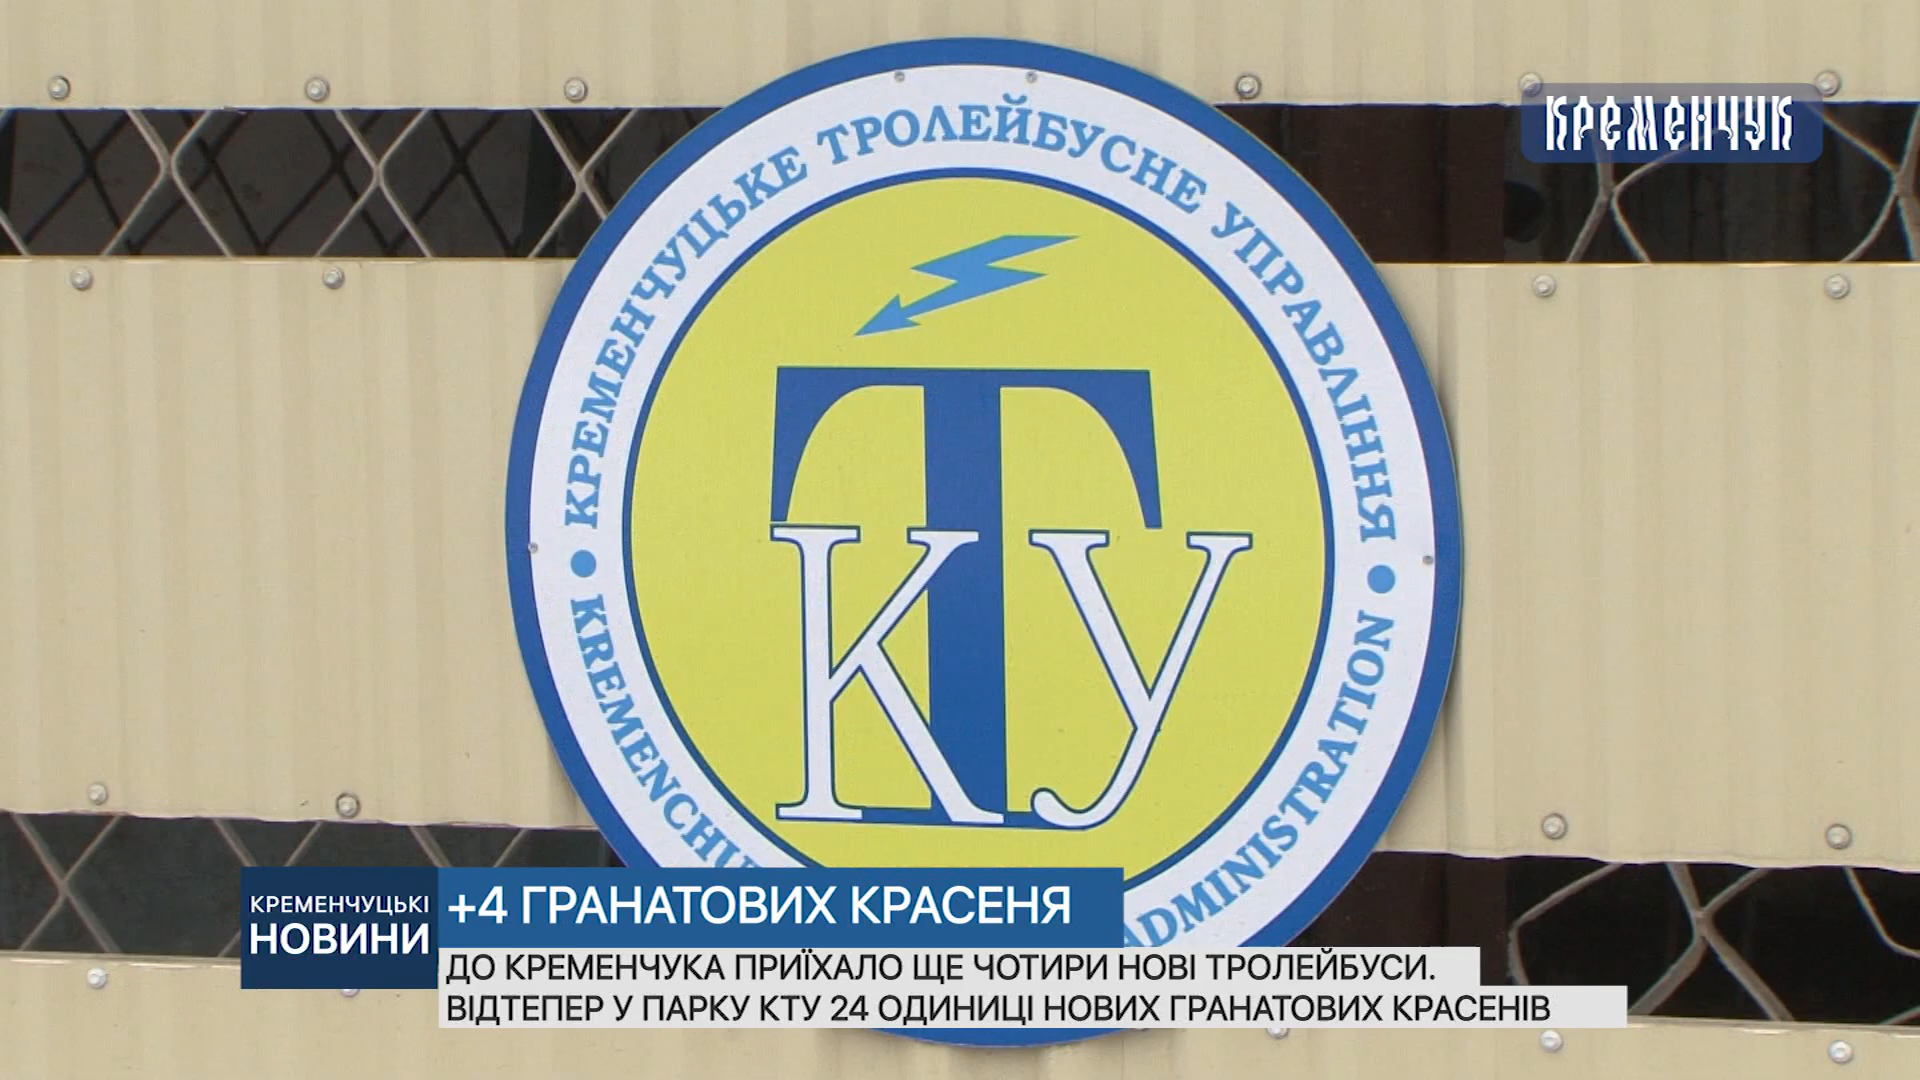 КРЕМЕНЧУК
КРЕМЕНЧУЦЬКЕ ТРОЛЕЙБУСНЕ УПРАВЛІННЯ
Т
КУ
ADMINISTRATION
+4 ГРАНАТОВИХ КРАСЕНЯ
КРЕМЕНЧУЦЬКІ
НОВИНИ
ДО КРЕМЕНЧУКА ПРИЇХАЛО ЩЕ ЧОТИРИ НОВІ ТРОЛЕЙБУСИ.
ВІДТЕПЕР У ПАРКУ КТУ 24 ОДИНИЦІ НОВИХ ГРАНАТОВИХ КРАСЕНІВ